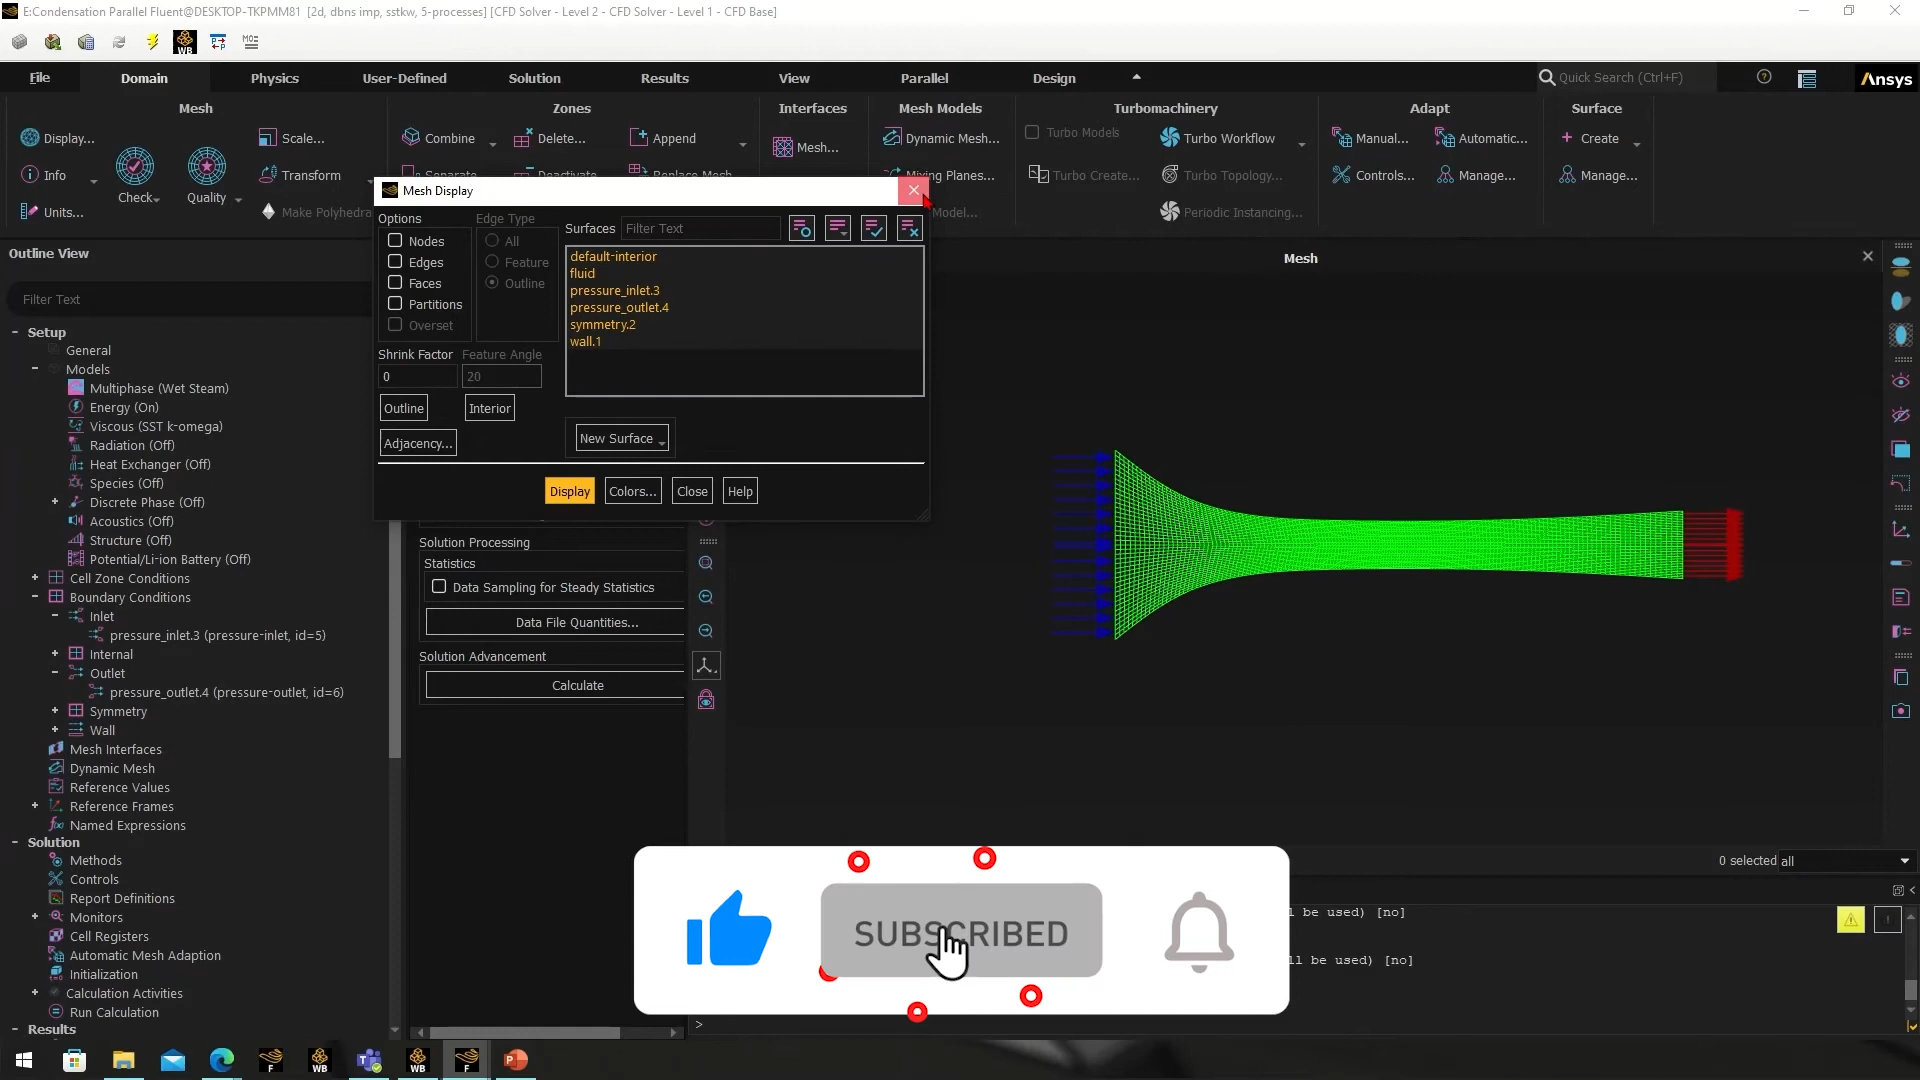 E:Condensation Parallel Fluent@DESKTOP-TKPMM81 [2d, dbns imp, sstkw, 5-processes] [CFD Solver - Level 2 - CFD Solver - Level 1 - CFD Base]
WB
File
Domain
Physics
User-Defined
Solution
Results
View
Parallel
Design
Quick Search (Ctrl+F)
Ansys
Mesh
Zones
Interfaces
Mesh Models
Turbomachinery
Adapt
Surface
Display...
Scale...
Combine
Delete...
Append
Mesh...
Dynamic Mesh...
Turbo Models
Turbo Workflow
Manual...
Automatic...
Create
Info
Check
Quality
Transform
Separate
Deactivate
Replace Mesh
Mixing Planes...
Turbo Create...
Turbo Topology...
Controls...
Manage...
Manage...
Units...
Make Polyhedra
Model...
Periodic Instancing...
Mesh Display
Options
Nodes
Edges
Faces
Partitions
Overset
Edge Type
All
Feature
Outline
Surfaces
Filter Text
default-interior
fluid
pressure_inlet.3
pressure_outlet.4
symmetry.2
wall.1
Shrink Factor
Feature Angle
0
20
Outline
Interior
Adjacency...
New Surface
Display
Colors...
Close
Help
Outline View
Filter Text
Setup
General
Models
Multiphase (Wet Steam)
Energy (On)
Viscous (SST k-omega)
Radiation (Off)
Heat Exchanger (Off)
Species (Off)
Discrete Phase (Off)
Acoustics (Off)
Structure (Off)
Potential/Li-ion Battery (Off)
Cell Zone Conditions
Boundary Conditions
Inlet
pressure_inlet.3 (pressure-inlet, id=5)
Internal
Outlet
pressure_outlet.4 (pressure-outlet, id=6)
Symmetry
Wall
Mesh Interfaces
Dynamic Mesh
Reference Values
Reference Frames
Named Expressions
Solution
Methods
Controls
Report Definitions
Monitors
Cell Registers
Automatic Mesh Adaption
Initialization
Calculation Activities
Run Calculation
Results
Solution Processing
Statistics
Data Sampling for Steady Statistics
Data File Quantities...
Solution Advancement
Calculate
Mesh
0 selected all
l be used) [no]
ll be used) [no]
>
SUBSCRIBED
F
WB
WB
F